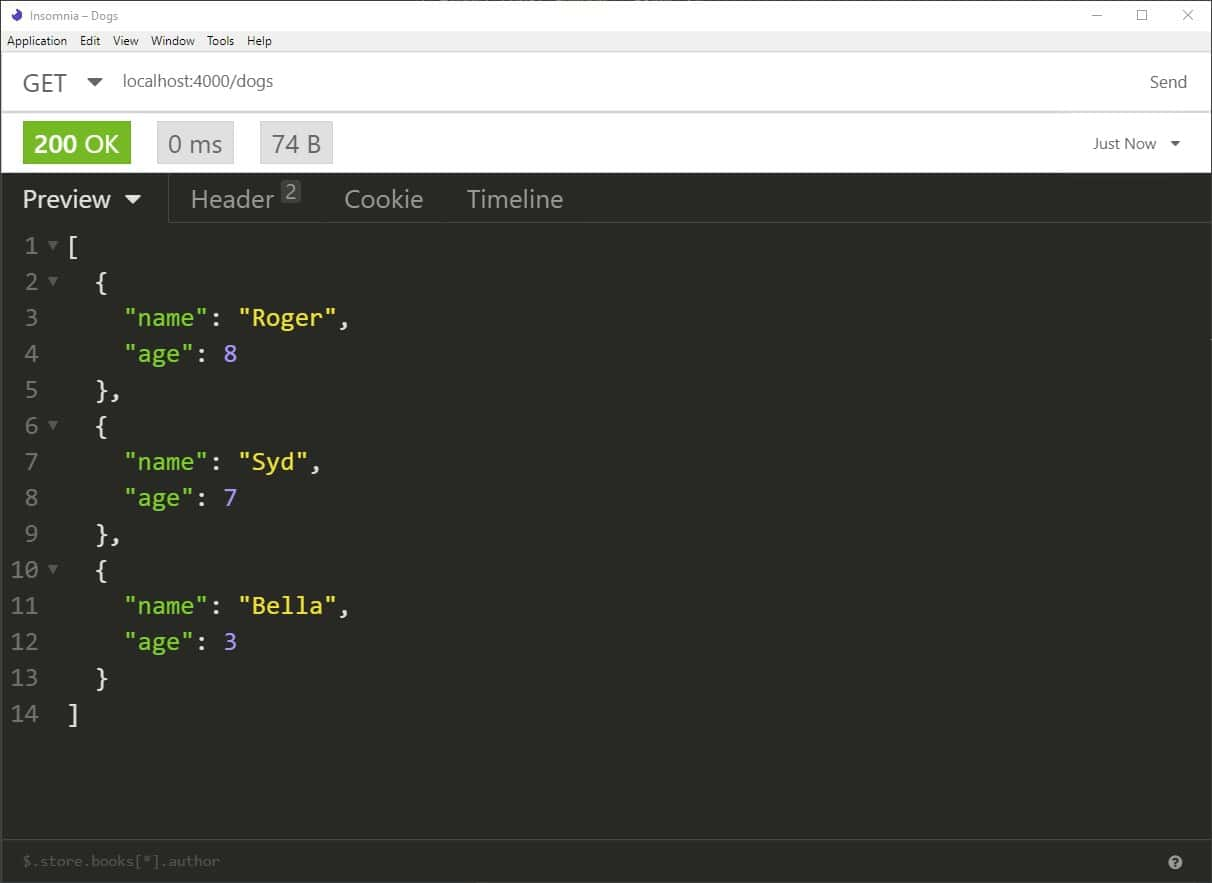 Insomnia – Dogs
Application Edit View Window Tools Help
GET localhost:4000/dogs Send
200 OK 0 ms 74 B Just Now
Preview Header 2 Cookie Timeline
1 [
2 {
3 "name": "Roger",
4 "age": 8
5 },
6 {
7 "name": "Syd",
8 "age": 7
9 },
10 {
11 "name": "Bella",
12 "age": 3
13 }
14 ]
$.store.books[*].author ?